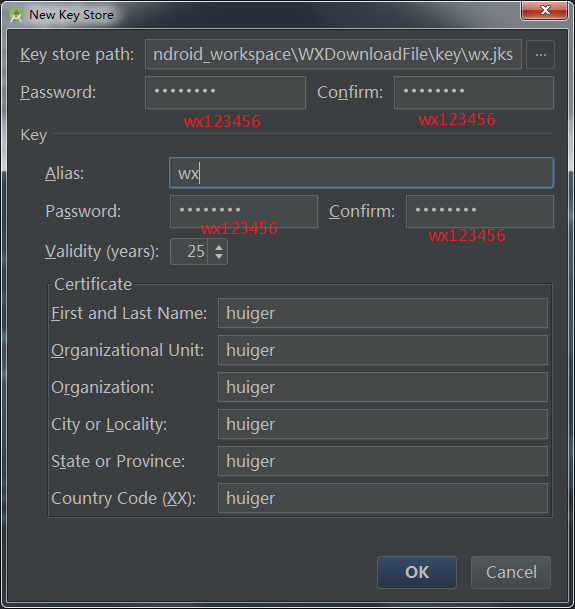 New Key Store
Key store path: ndroid_workspace\WXDownloadFile\key\wx.jks ...
Password: •••••••• Confirm: ••••••••
wx123456 wx123456
Key
Alias: wx
Password: •••••••• Confirm: ••••••••
wx123456 wx123456
Validity (years): 25
Certificate
First and Last Name: huiger
Organizational Unit: huiger
Organization: huiger
City or Locality: huiger
State or Province: huiger
Country Code (XX): huiger
OK Cancel